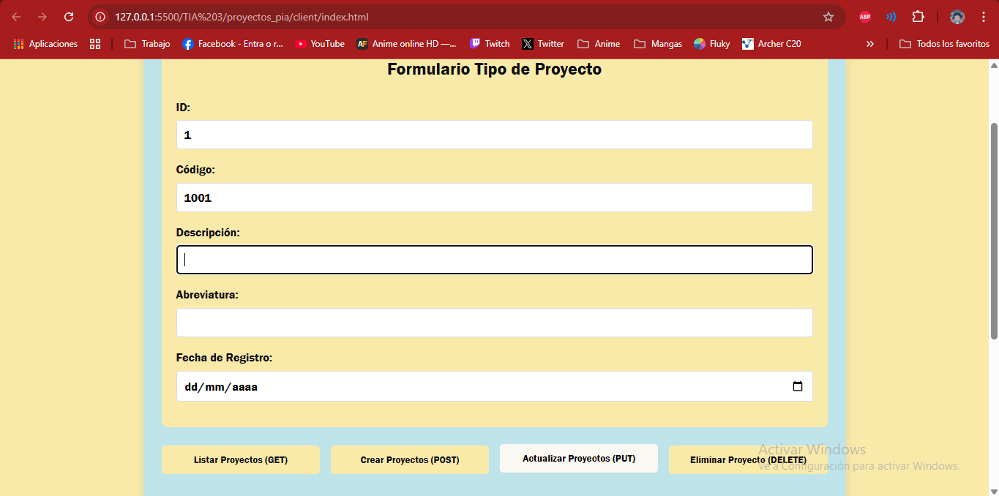 127.0.0.1:5500/TIA%203/proyectos_pia/client/index.html
ABP
Aplicaciones
Trabajo
Facebook - Entra o r...
YouTube
AF Anime online HD —...
Twitch
Twitter
Anime
Mangas
Fluky
Archer C20
Todos los favoritos
Formulario Tipo de Proyecto
ID:
1
Código:
1001
Descripción:
Abreviatura:
Fecha de Registro:
dd/mm/aaaa
Listar Proyectos (GET)
Crear Proyectos (POST)
Actualizar Proyectos (PUT)
Eliminar Proyecto (DELETE)
Activar Windows
Ve a Configuración para activar Windows.